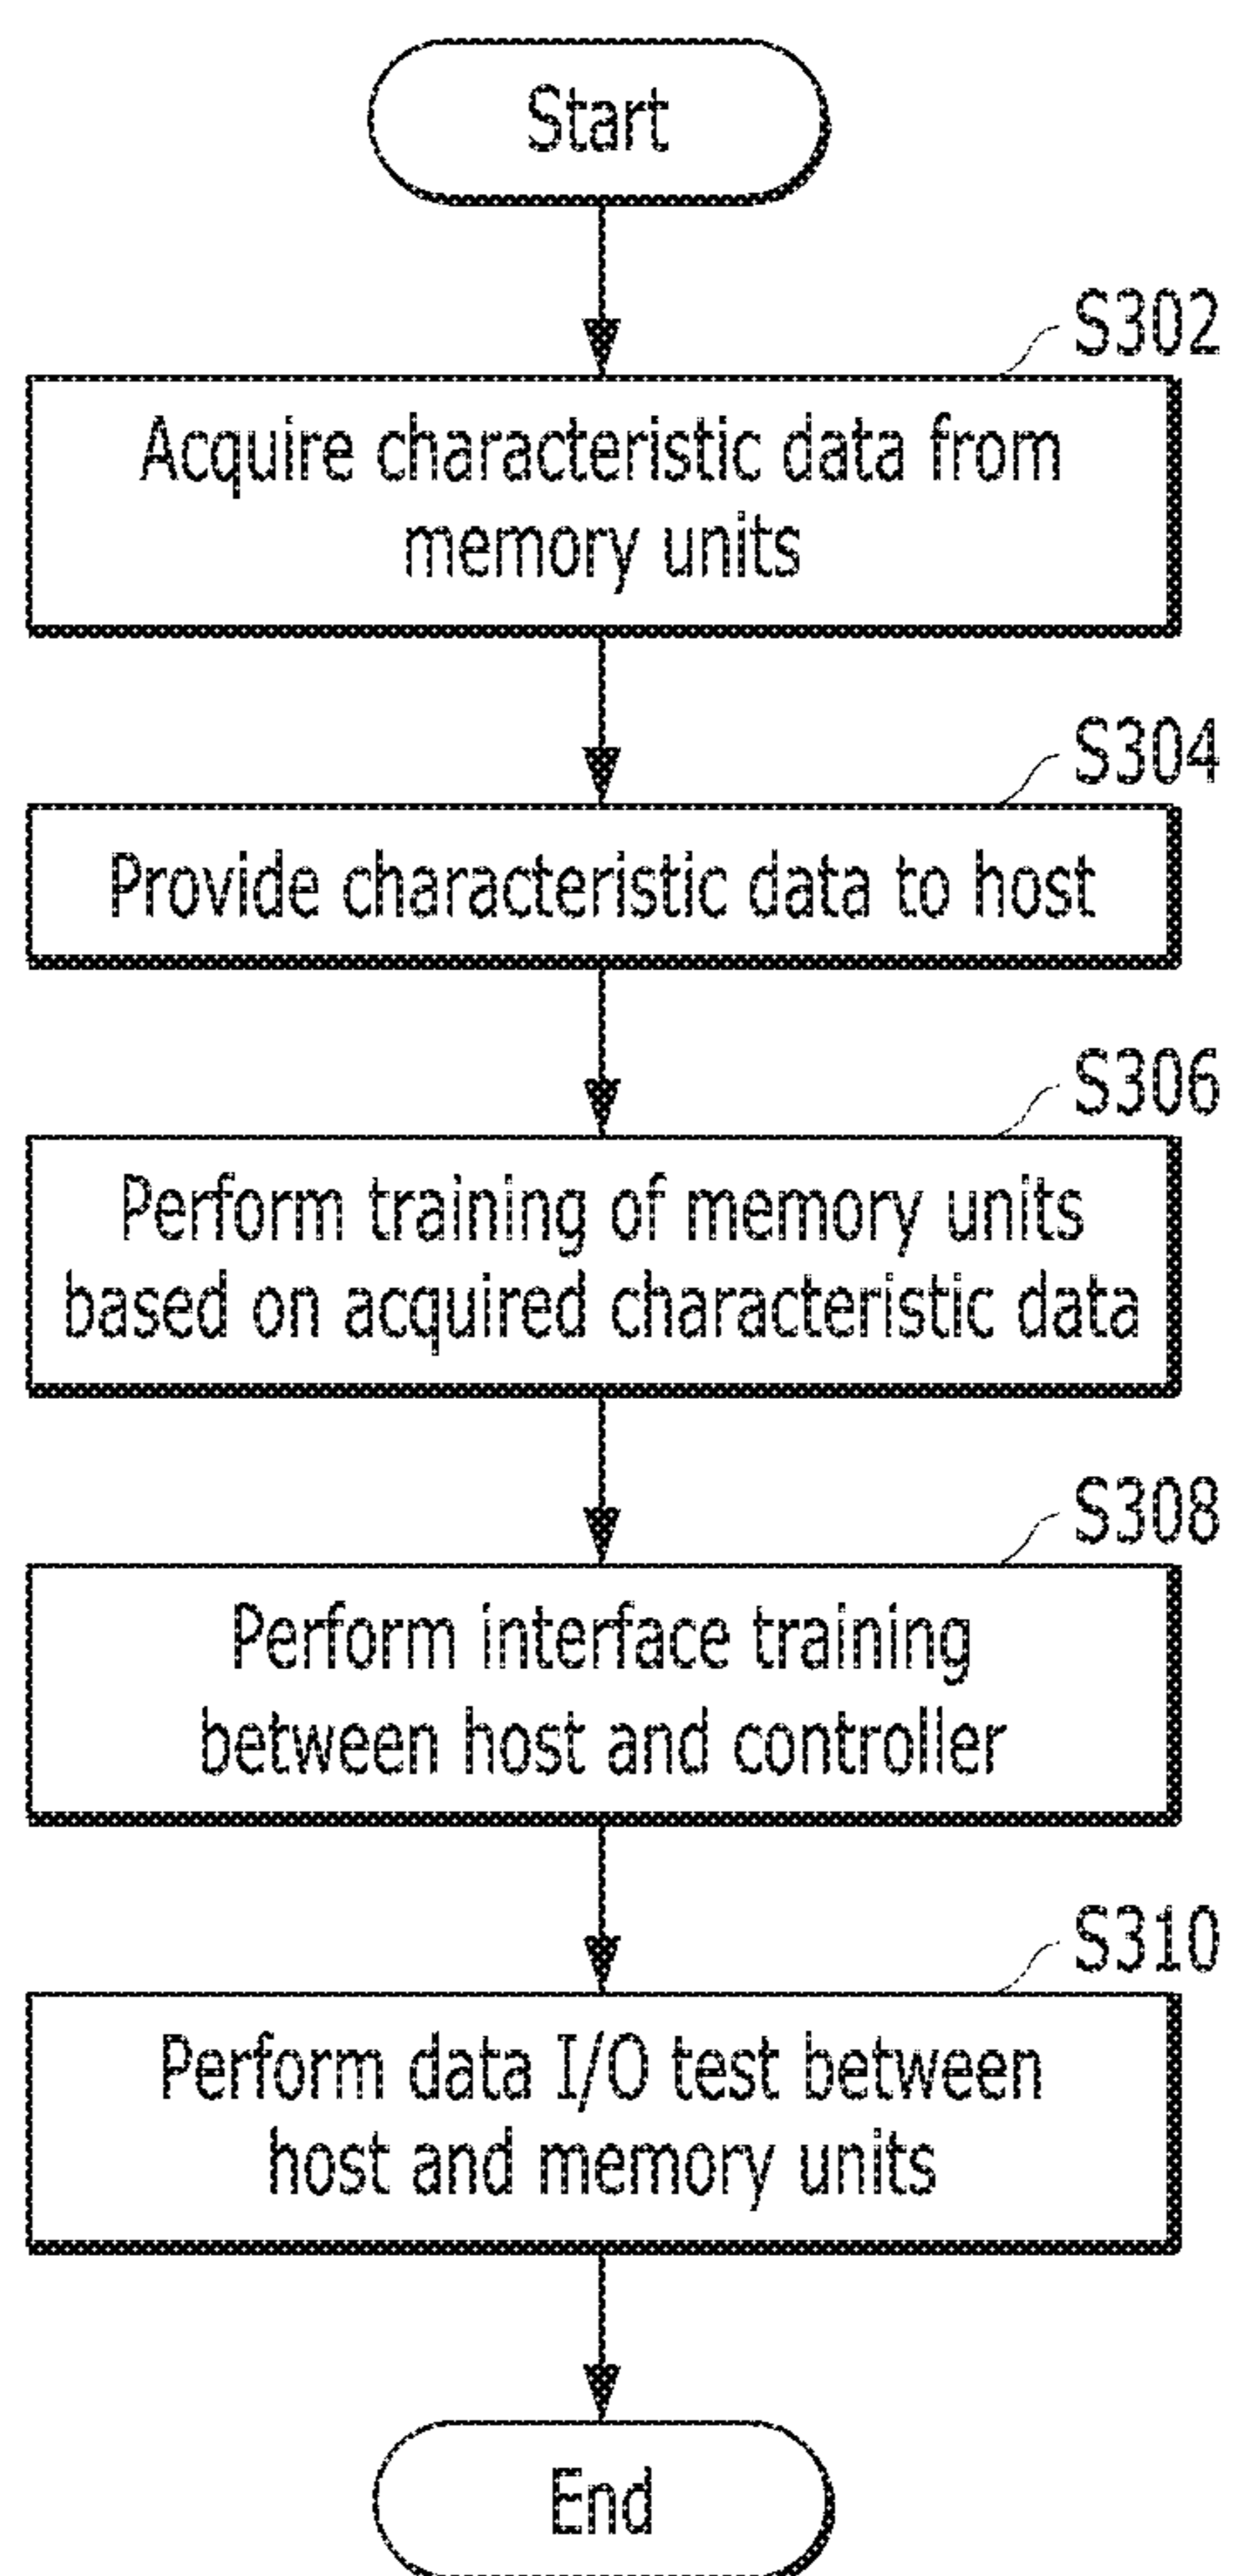 Start
S302
Acquire characteristic data from
memory units
S304
Provide characteristic data to host
S306
Perform training of memory units
based on acquired characteristic data
S308
Perform interface training
between host and controller
S310
Perform data I/O test between
host and memory units
End